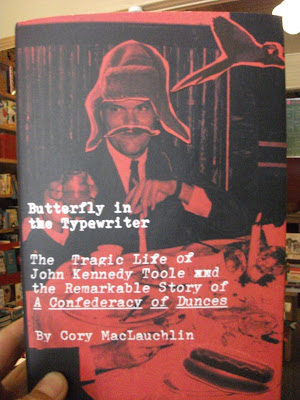 Butterfly in
the Typewriter
The Tragic Life of
John Kennedy Toole and
the Remarkable Story of
A Confederacy of Dunces
By Cory MacLauchlin